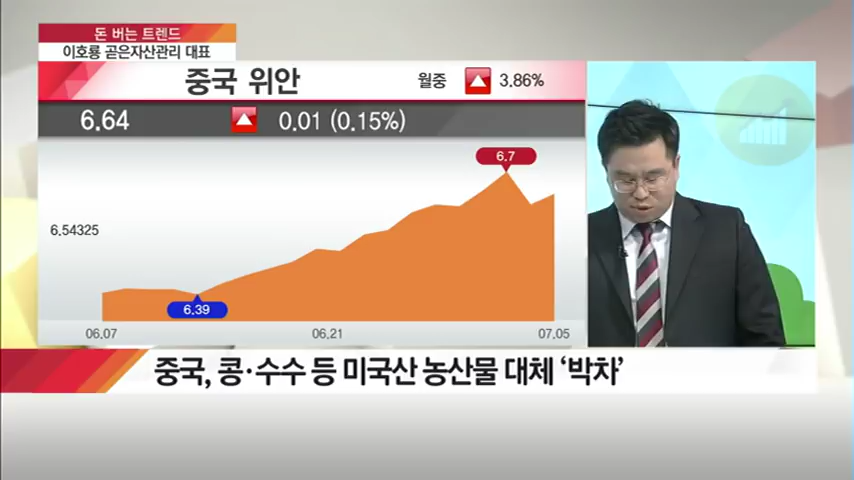 돈 버는 트렌드
이호룡 곧은자산관리 대표
중국 위안
월중 3.86%
6.64 0.01 (0.15%)
6.7
6.54325
6.39
06.07 06.21 07.05
중국, 콩·수수 등 미국산 농산물 대체 ‘박차’